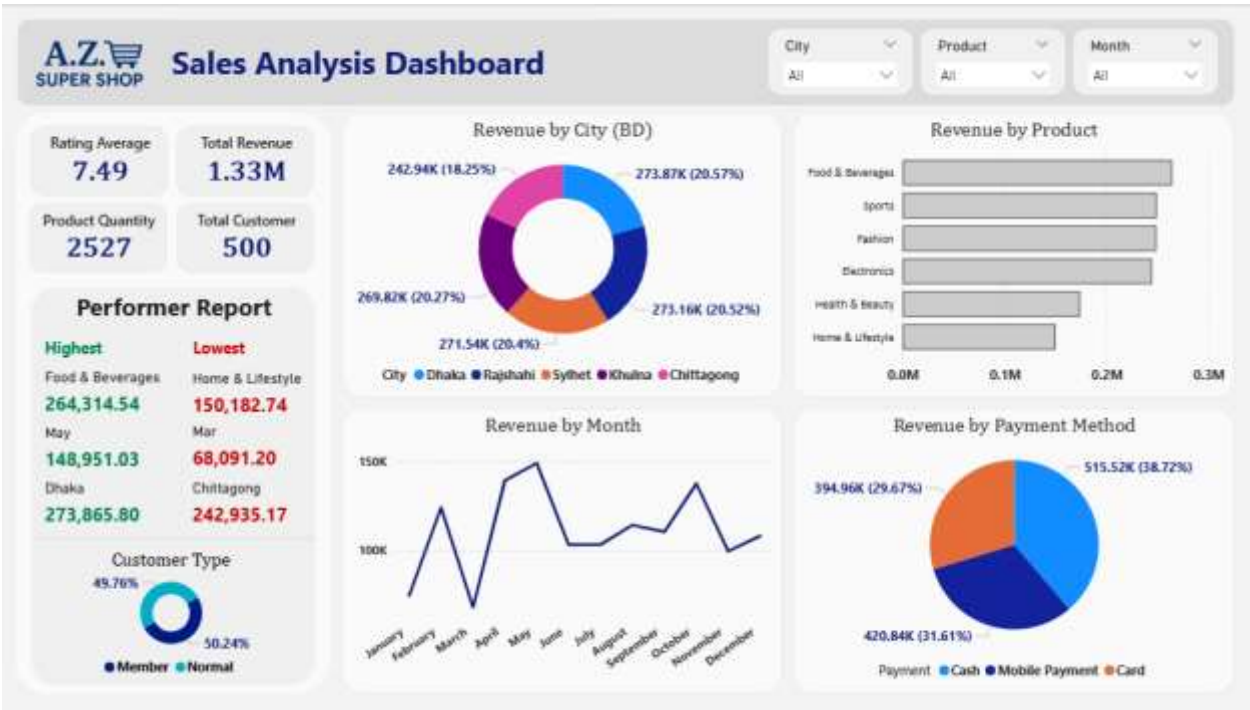 A.Z.
SUPER SHOP
Sales Analysis Dashboard
City
All
Product
All
Month
All
Rating Average
7.49
Total Revenue
1.33M
Product Quantity
2527
Total Customer
500
Performer Report
Highest
Lowest
Food & Beverages
Home & Lifestyle
264,314.54
150,182.74
May
Mar
148,951.03
68,091.20
Dhaka
Chittagong
273,865.80
242,935.17
Customer Type
49.76%
50.24%
Member Normal
Revenue by City (BD)
242.94K (18.25%)
273.87K (20.57%)
269.82K (20.27%)
273.16K (20.52%)
271.54K (20.4%)
City Dhaka Rajshahi Sylhet Khulna Chittagong
Revenue by Product
Food & Beverages
Sports
Fashion
Electronics
Health & Beauty
Home & Lifestyle
0.0M 0.1M 0.2M 0.3M
Revenue by Month
150K
100K
January February March April May June July August September October November December
Revenue by Payment Method
515.52K (38.72%)
394.96K (29.67%)
420.84K (31.61%)
Payment Cash Mobile Payment Card